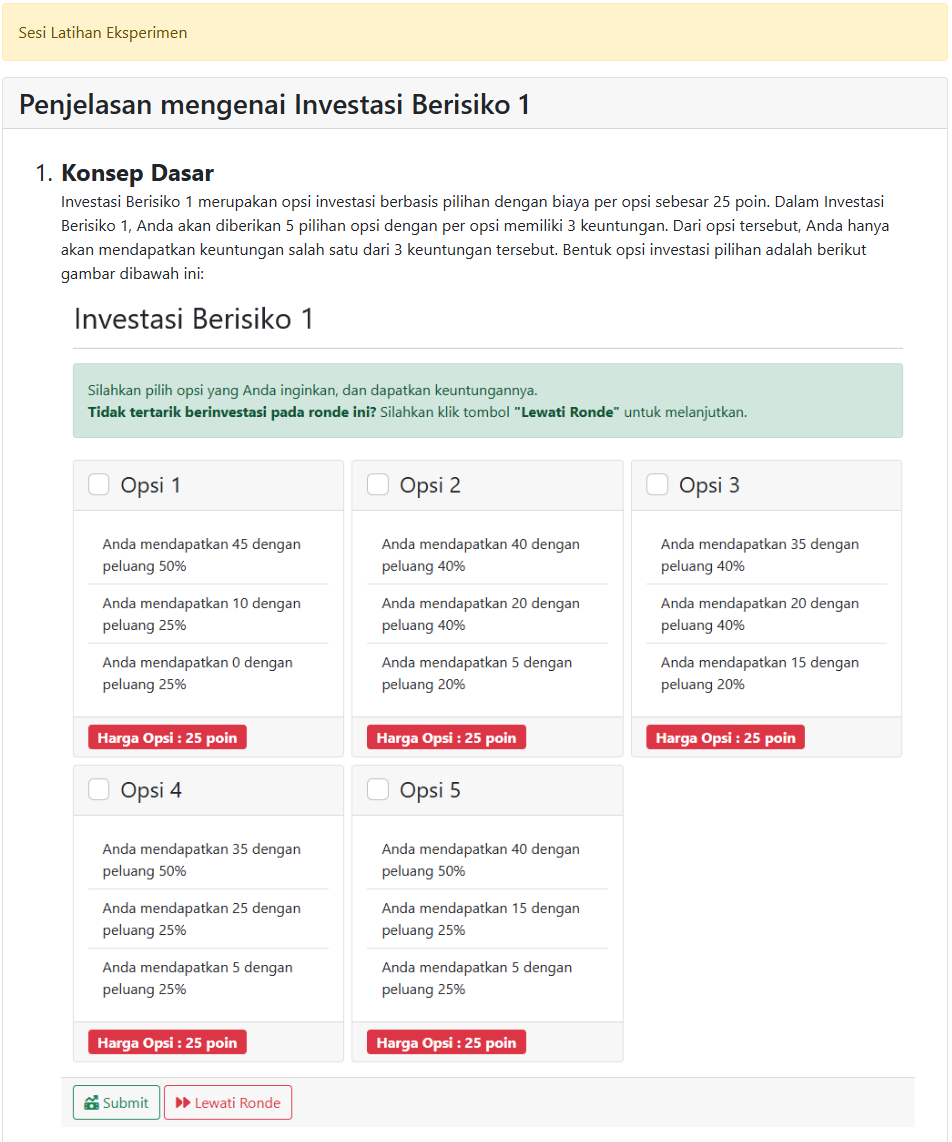 Sesi Latihan Eksperimen
Penjelasan mengenai Investasi Berisiko 1
1. Konsep Dasar
Investasi Berisiko 1 merupakan opsi investasi berbasis pilihan dengan biaya per opsi sebesar 25 poin. Dalam Investasi
Berisiko 1, Anda akan diberikan 5 pilihan opsi dengan per opsi memiliki 3 keuntungan. Dari opsi tersebut, Anda hanya
akan mendapatkan keuntungan salah satu dari 3 keuntungan tersebut. Bentuk opsi investasi pilihan adalah berikut
gambar dibawah ini:
Investasi Berisiko 1
Silahkan pilih opsi yang Anda inginkan, dan dapatkan keuntungannya.
Tidak tertarik berinvestasi pada ronde ini? Silahkan klik tombol "Lewati Ronde" untuk melanjutkan.
Opsi 1
Anda mendapatkan 45 dengan
peluang 50%
Anda mendapatkan 10 dengan
peluang 25%
Anda mendapatkan 0 dengan
peluang 25%
Harga Opsi : 25 poin
Opsi 2
Anda mendapatkan 40 dengan
peluang 40%
Anda mendapatkan 20 dengan
peluang 40%
Anda mendapatkan 5 dengan
peluang 20%
Harga Opsi : 25 poin
Opsi 3
Anda mendapatkan 35 dengan
peluang 40%
Anda mendapatkan 20 dengan
peluang 40%
Anda mendapatkan 15 dengan
peluang 20%
Harga Opsi : 25 poin
Opsi 4
Anda mendapatkan 35 dengan
peluang 50%
Anda mendapatkan 25 dengan
peluang 25%
Anda mendapatkan 5 dengan
peluang 25%
Harga Opsi : 25 poin
Opsi 5
Anda mendapatkan 40 dengan
peluang 50%
Anda mendapatkan 15 dengan
peluang 25%
Anda mendapatkan 5 dengan
peluang 25%
Harga Opsi : 25 poin
Submit
Lewati Ronde